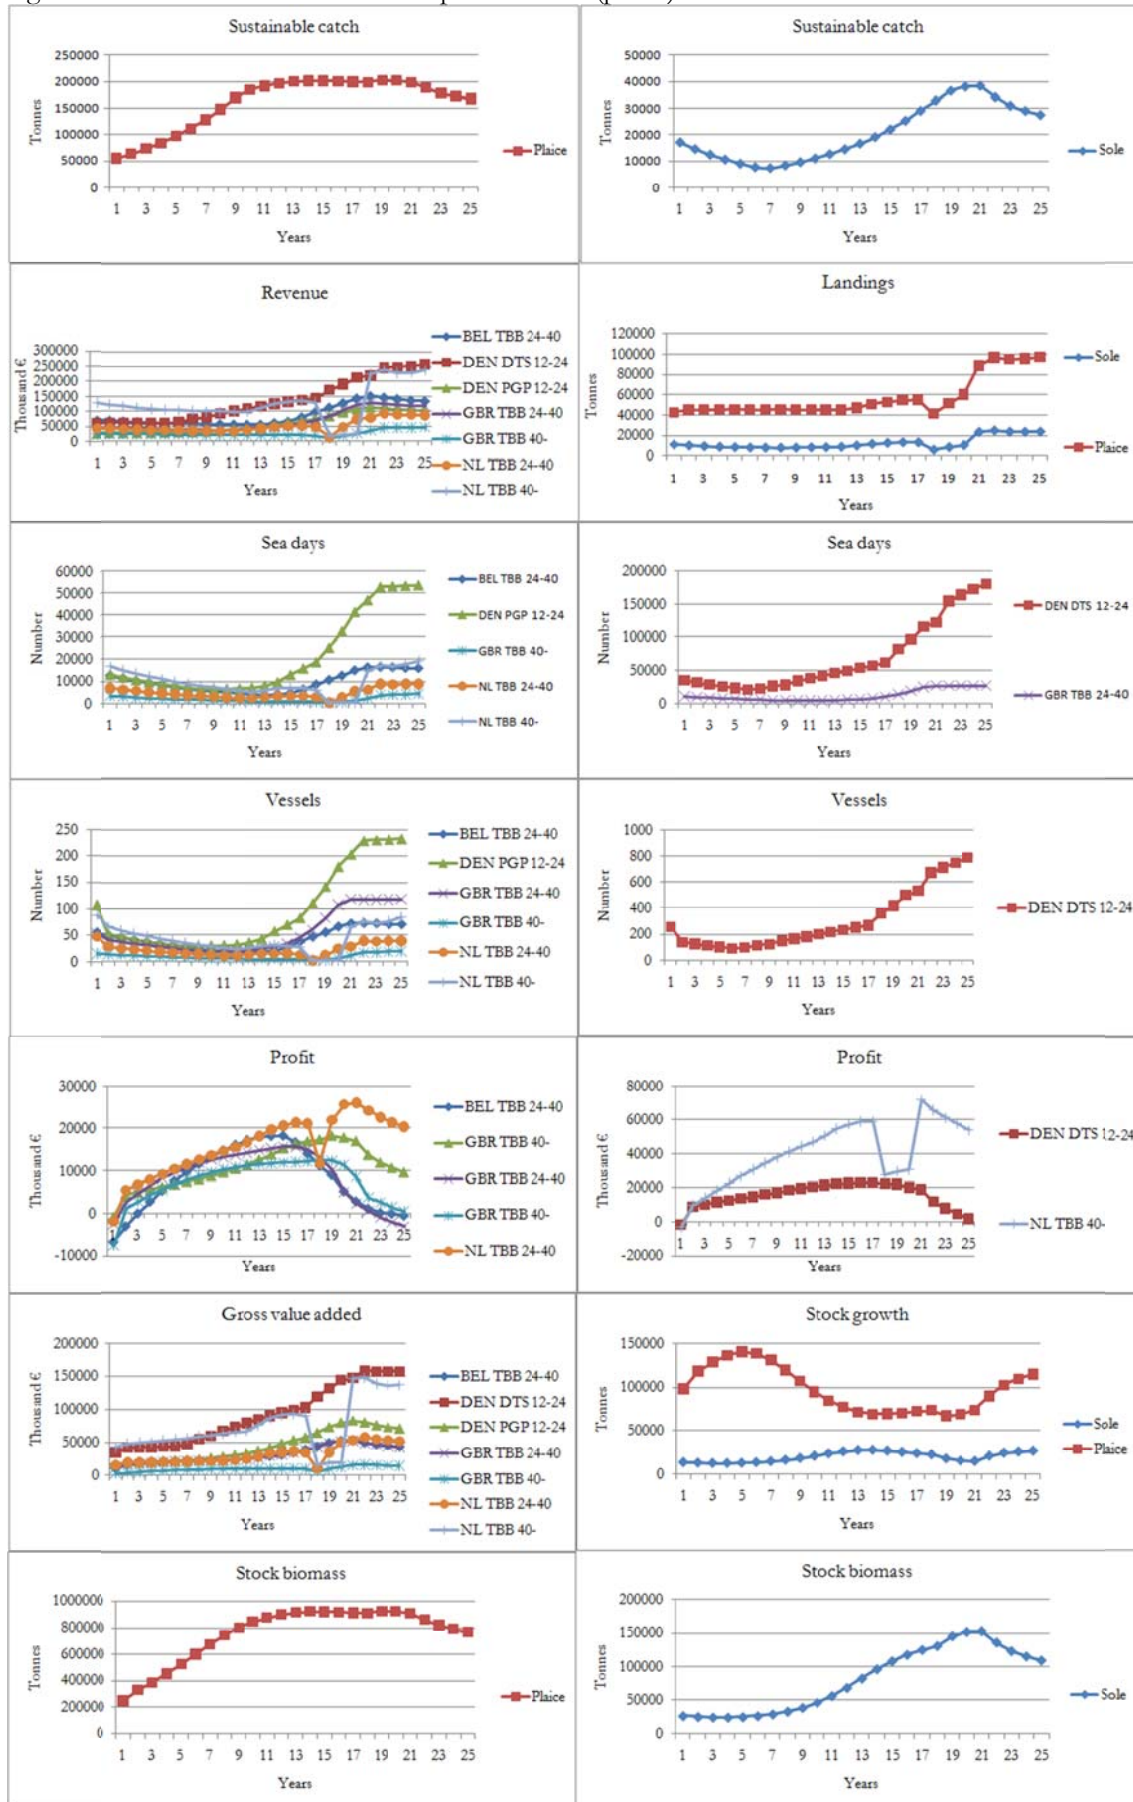 Sustainable catch
250000
200000
150000
100000
50000
0
Tonnes
1 3 5 7 9 11 13 15 17 19 21 23 25
Years
Plaice
Sustainable catch
50000
40000
30000
20000
10000
0
Tonnes
1 3 5 7 9 11 13 15 17 19 21 23 25
Years
Sole
Revenue
300000
250000
200000
150000
100000
50000
0
Thousand €
1 3 5 7 9 11 13 15 17 19 21 23 25
Years
BEL TBB 24-40
DEN DTS 12-24
DEN PGP 12-24
GBR TBB 24-40
GBR TBB 40-
NL TBB 24-40
NL TBB 40-
Landings
120000
100000
80000
60000
40000
20000
0
Tonnes
1 3 5 7 9 11 13 15 17 19 21 23 25
Years
Sole
Plaice
Sea days
60000
50000
40000
30000
20000
10000
0
Number
1 3 5 7 9 11 13 15 17 19 21 23 25
Years
BEL TBB 24-40
DEN PGP 12-24
GBR TBB 40-
NL TBB 24-40
NL TBB 40-
Sea days
200000
150000
100000
50000
0
Number
1 3 5 7 9 11 13 15 17 19 21 23 25
Years
DEN DTS 12-24
GBR TBB 24-40
Vessels
250
200
150
100
50
0
Number
1 3 5 7 9 11 13 15 17 19 21 23 25
Years
BEL TBB 24-40
DEN PGP 12-24
GBR TBB 24-40
GBR TBB 40-
NL TBB 24-40
NL TBB 40-
Vessels
1000
800
600
400
200
0
Number
1 3 5 7 9 11 13 15 17 19 21 23 25
Years
DEN DTS 12-24
Profit
30000
20000
10000
0
-10000
Thousand €
1 3 5 7 9 11 13 15 17 19 21 23 25
Years
BEL TBB 24-40
GBR TBB 40-
GBR TBB 24-40
GBR TBB 40-
NL TBB 24-40
Profit
80000
60000
40000
20000
0
-20000
Thousand €
1 3 5 7 9 11 13 15 17 19 21 23 25
Years
DEN DTS 12-24
NL TBB 40-
Gross value added
200000
150000
100000
50000
0
Thousand €
1 3 5 7 9 11 13 15 17 19 21 23 25
Years
BEL TBB 24-40
DEN DTS 12-24
DEN PGP 12-24
GBR TBB 24-40
GBR TBB 40-
NL TBB 24-40
NL TBB 40-
Stock growth
150000
100000
50000
0
Tonnes
1 3 5 7 9 11 13 15 17 19 21 23 25
Years
Sole
Plaice
Stock biomass
1000000
800000
600000
400000
200000
0
Tonnes
1 3 5 7 9 11 13 15 17 19 21 23 25
Years
Plaice
Stock biomass
200000
150000
100000
50000
0
Tonnes
1 3 5 7 9 11 13 15 17 19 21 23 25
Years
Sole